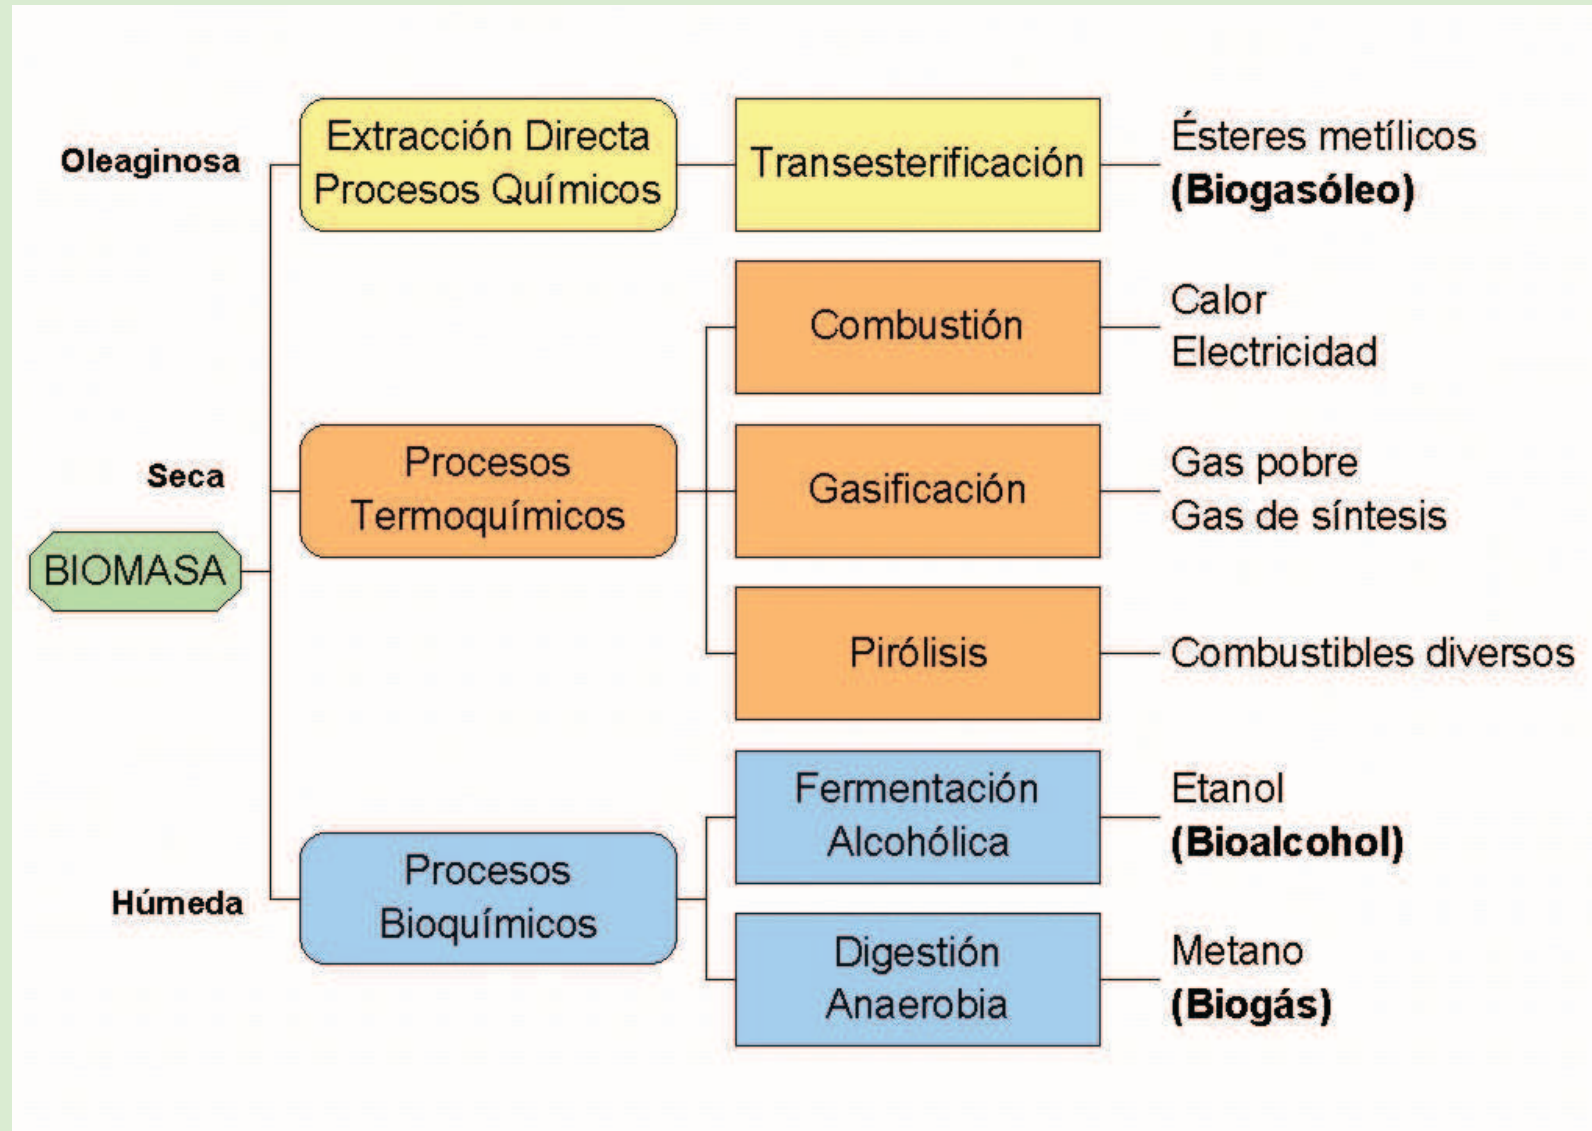 Oleaginosa
Extracción Directa
Procesos Químicos
Transesterificación
Ésteres metílicos
(Biogasóleo)
Combustión
Calor
Electricidad
Seca
Procesos
Termoquímicos
Gasificación
Gas pobre
Gas de síntesis
BIOMASA
Pirólisis
Combustibles diversos
Húmeda
Procesos
Bioquímicos
Fermentación
Alcohólica
Etanol
(Bioalcohol)
Digestión
Anaerobia
Metano
(Biogás)